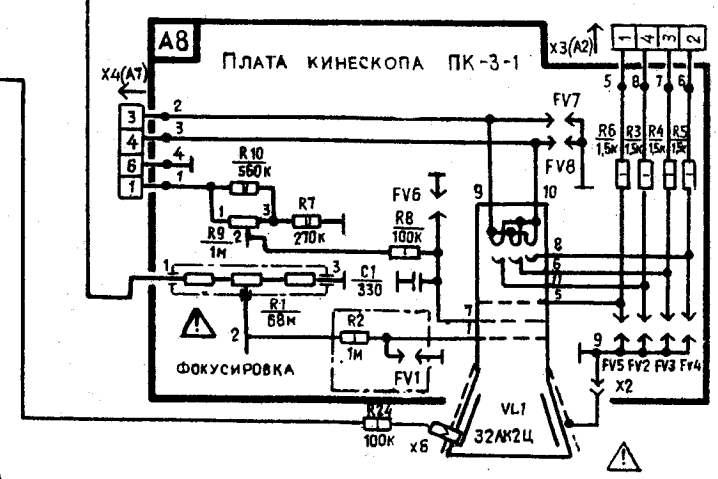 A8
ПЛАТА КИНЕСКОПА ПК-3-1
X3(A2)
1 4 3 2
5 8 7 6
X4(A7)
3 2
4 3
6 4
1 1
FV7
FV8
R6 R3 R4 R5
1,5к 1,5к 1,5к 1,5к
R10
560к
1 3
R7
270к
R9 2
1м
FV6
R8
100к
9 10
8
6
11
5
7
1
1 3
C1
330
R1
68м
2
R2
1м
FV1
ФОКУСИРОВКА
9
FV5 FV2 FV3 FV4
X2
R24
100к
X6
VL1
32ЛК2Ц